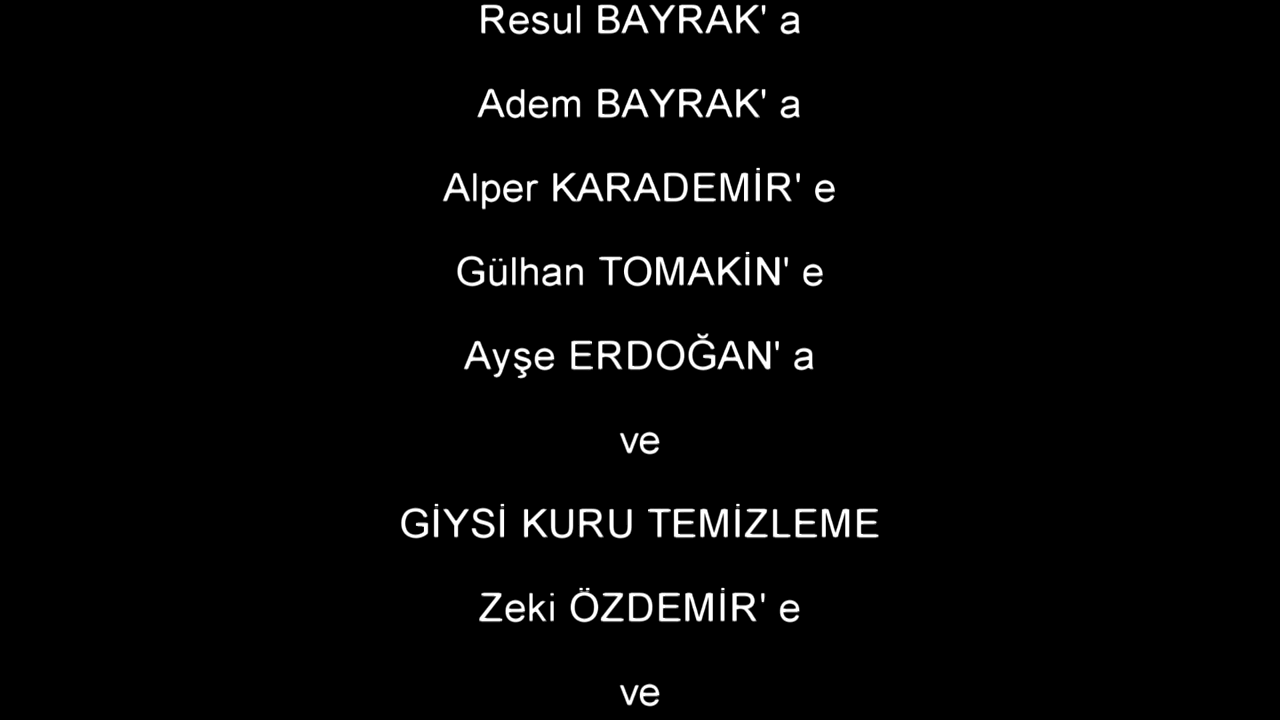 Resul BAYRAK' a
Adem BAYRAK' a
Alper KARADEMİR' e
Gülhan TOMAKİN' e
Ayşe ERDOĞAN' a
ve
GİYSİ KURU TEMİZLEME
Zeki ÖZDEMİR' e
ve